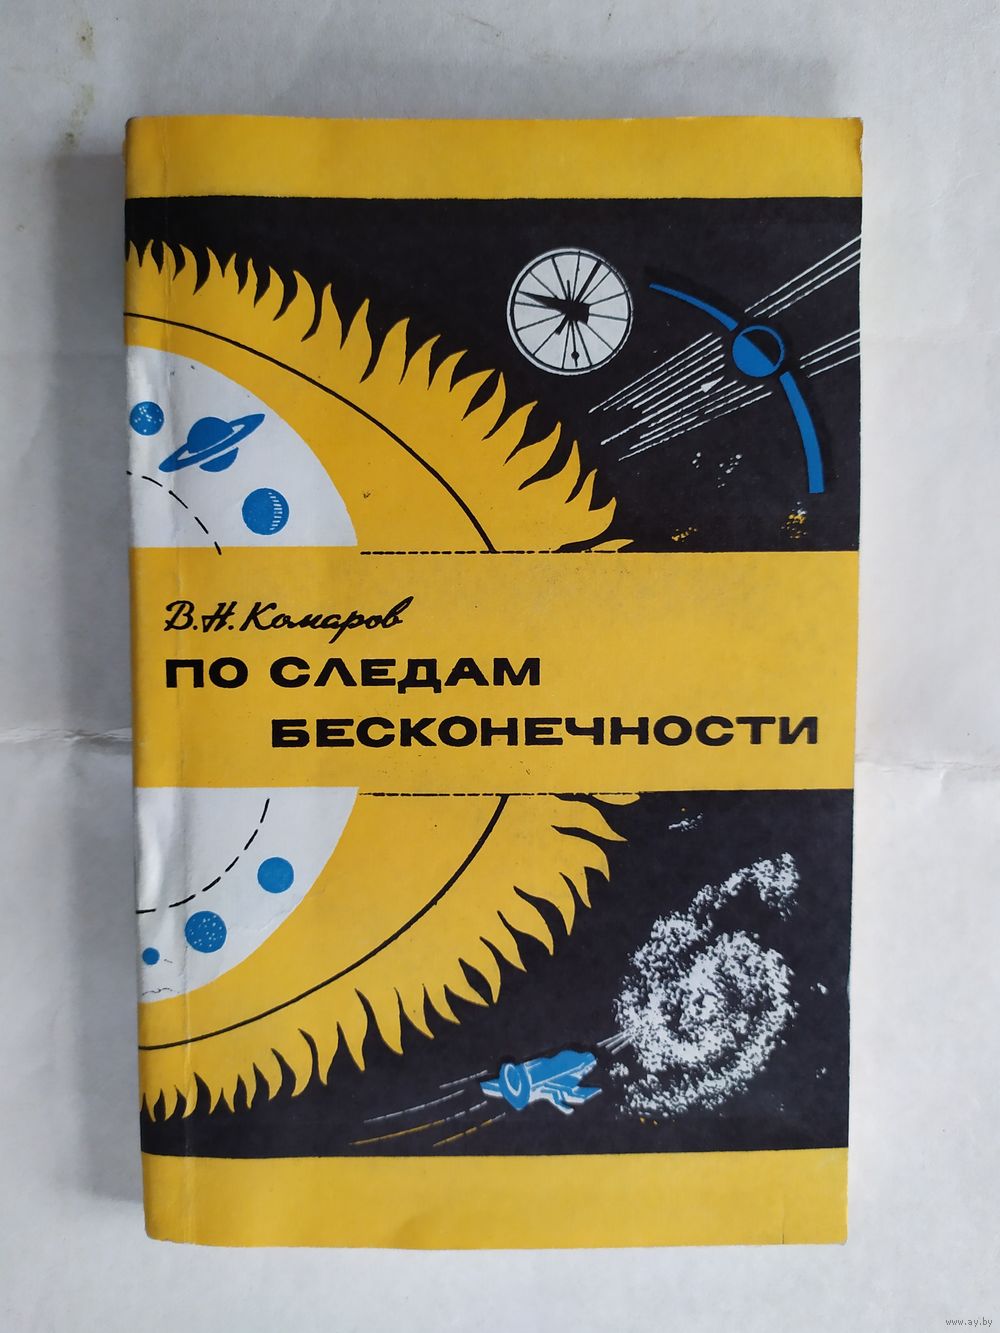 В.Н. Комаров
ПО СЛЕДАМ
БЕСКОНЕЧНОСТИ
www.ay.by